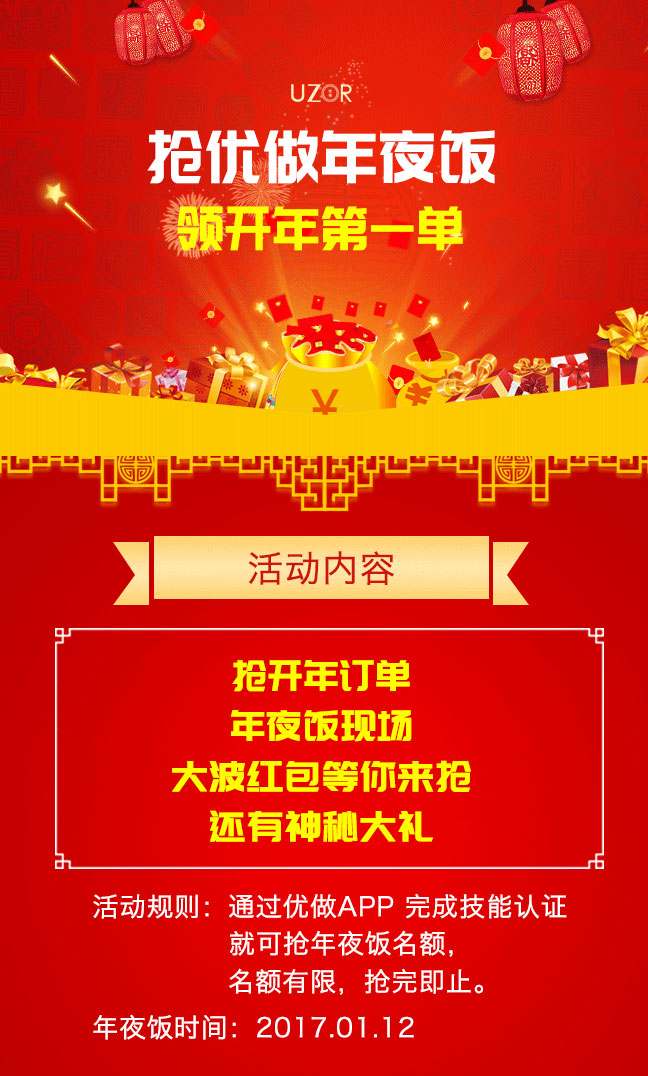 UZOR
抢优做年夜饭
领开年第一单
活动内容
抢开年订单
年夜饭现场
大波红包等你来抢
还有神秘大礼
活动规则：通过优做APP 完成技能认证
就可抢年夜饭名额，
名额有限，抢完即止。
年夜饭时间：2017.01.12